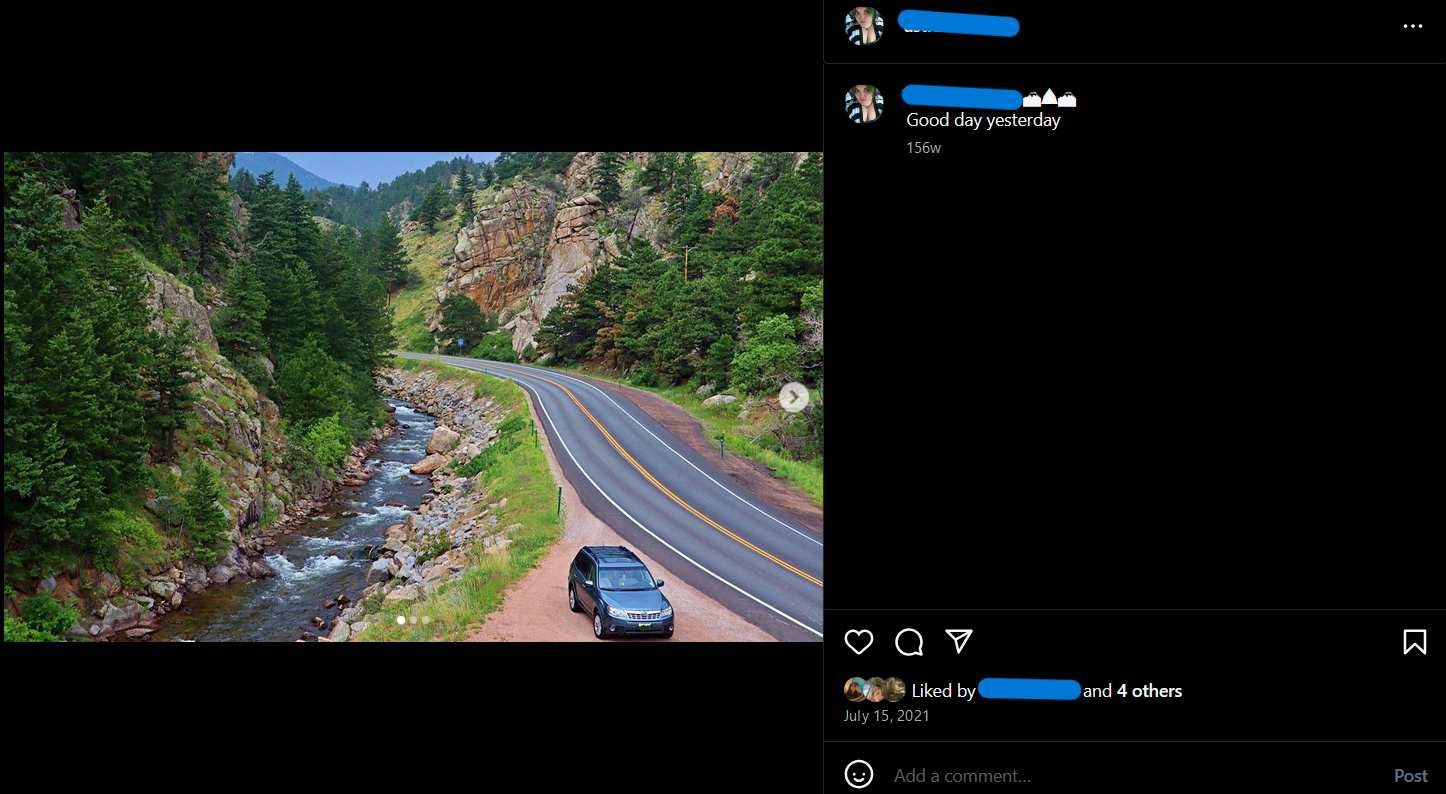 Good day yesterday
156w
Liked by and 4 others
July 15, 2021
Add a comment...
Post